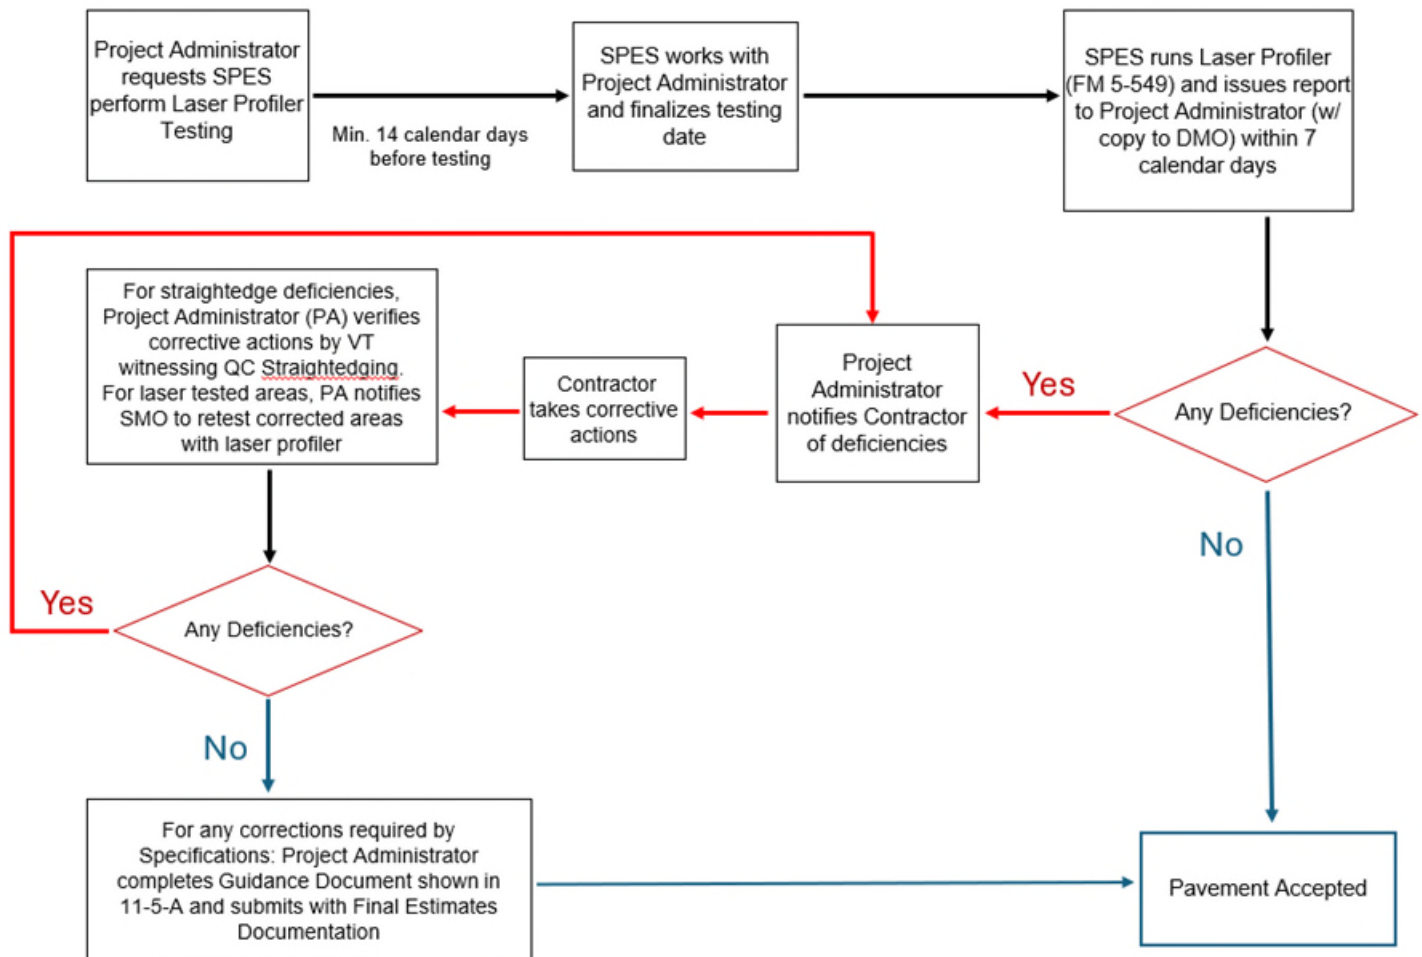 Project Administrator
requests SPES
perform Laser Profiler
Testing
Min. 14 calendar days
before testing
SPES works with
Project Administrator
and finalizes testing
date
SPES runs Laser Profiler
(FM 5-549) and issues report
to Project Administrator (w/
copy to DMO) within 7
calendar days
Any Deficiencies?
Yes
No
Project
Administrator
notifies Contractor
of deficiencies
Contractor
takes corrective
actions
For straightedge deficiencies,
Project Administrator (PA) verifies
corrective actions by VT
witnessing QC Straightedging.
For laser tested areas, PA notifies
SMO to retest corrected areas
with laser profiler
Any Deficiencies?
Yes
No
For any corrections required by
Specifications: Project Administrator
completes Guidance Document shown in
11-5-A and submits with Final Estimates
Documentation
Pavement Accepted